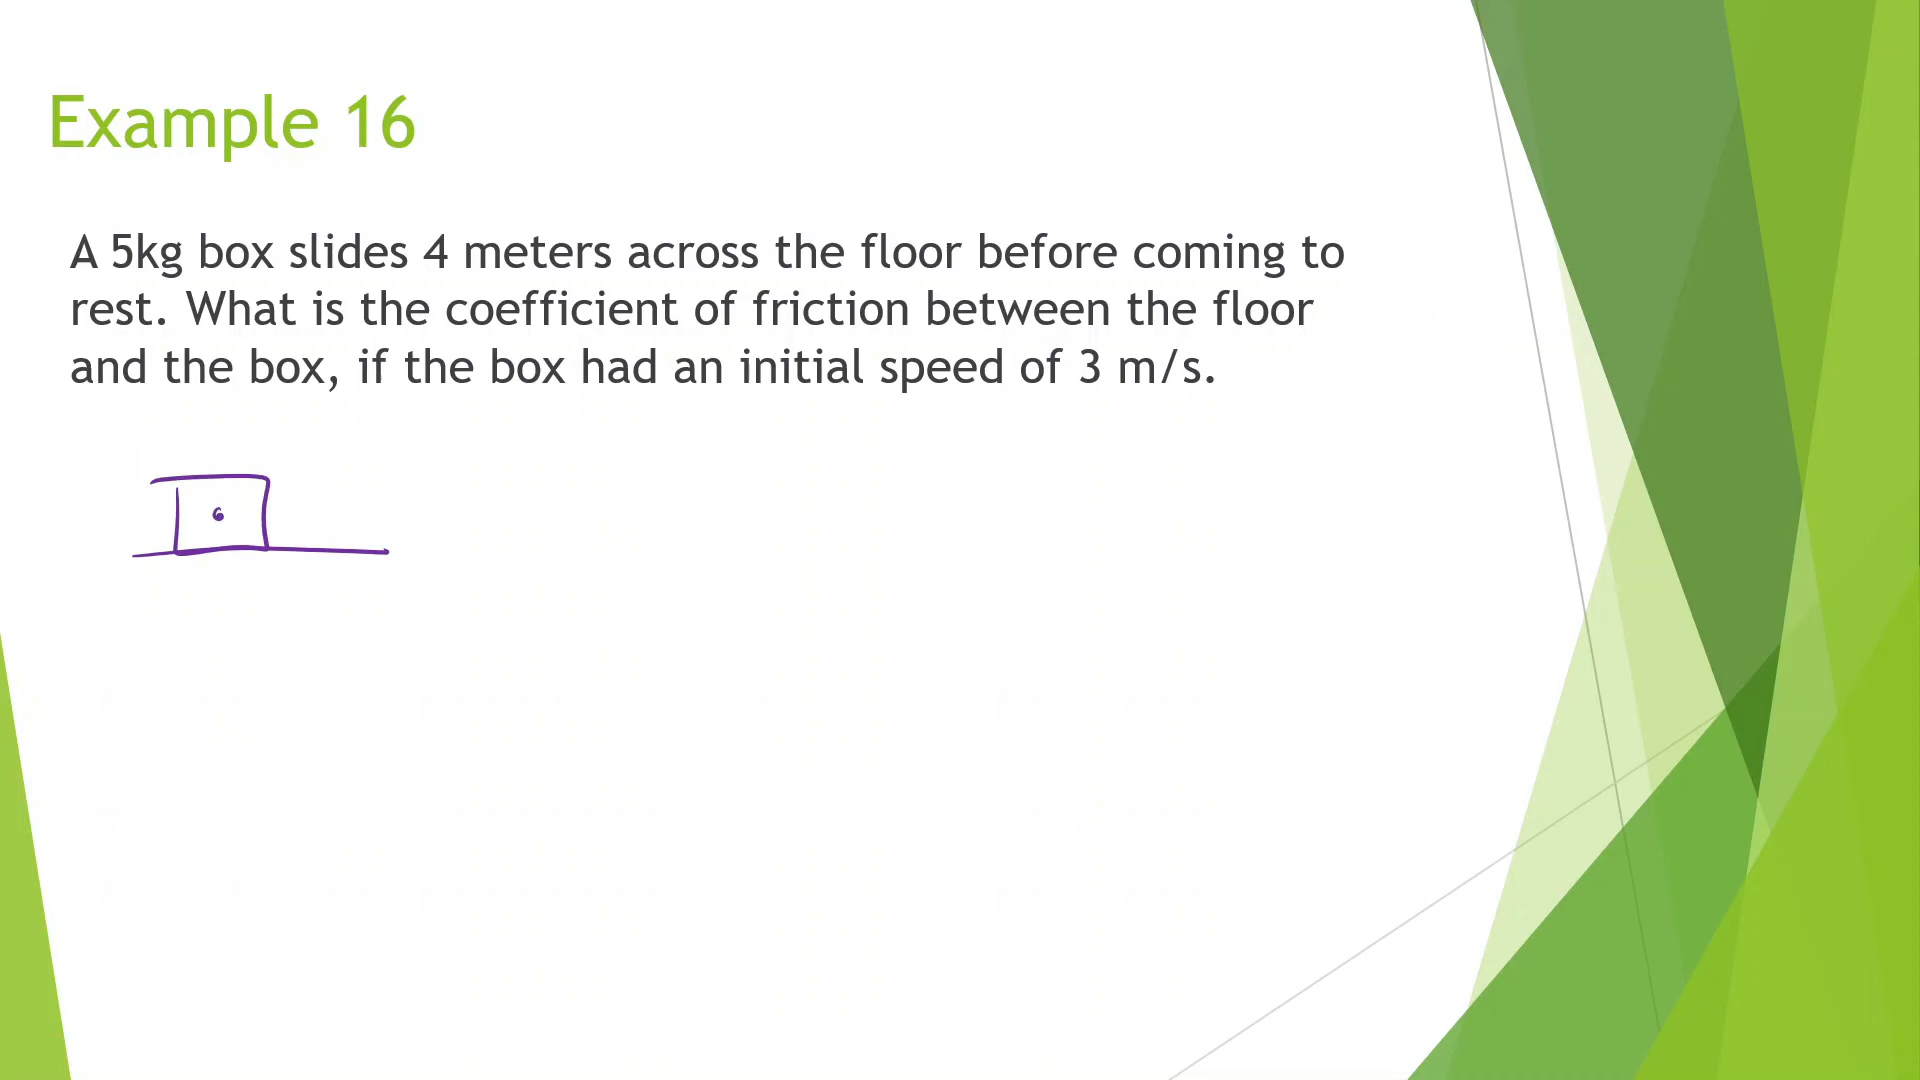 Example 16
A 5kg box slides 4 meters across the floor before coming to
rest. What is the coefficient of friction between the floor
and the box, if the box had an initial speed of 3 m/s.